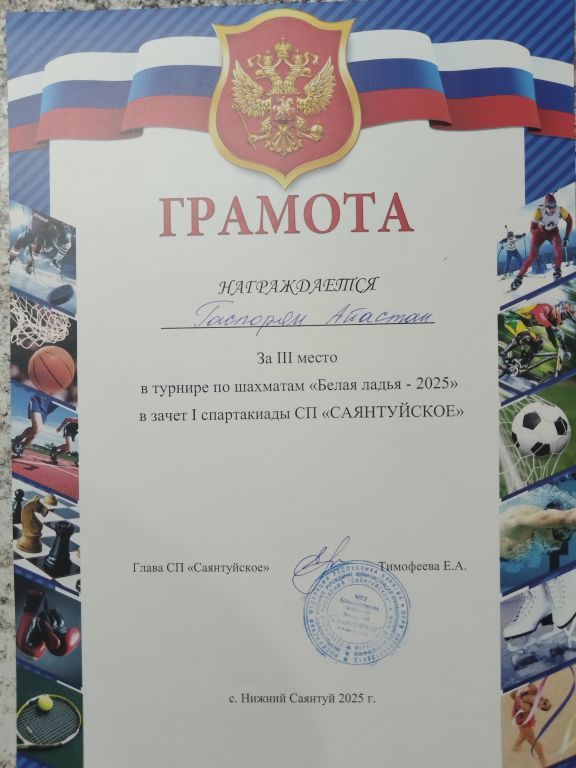 ГРАМОТА
НАГРАЖДАЕТСЯ
Гаспорян Апастан
За III место
в турнире по шахматам «Белая ладья - 2025»
в зачет I спартакиады СП «САЯНТУЙСКОЕ»
Глава СП «Саянтуйское» Тимофеева Е.А.
с. Нижний Саянтуй 2025 г.